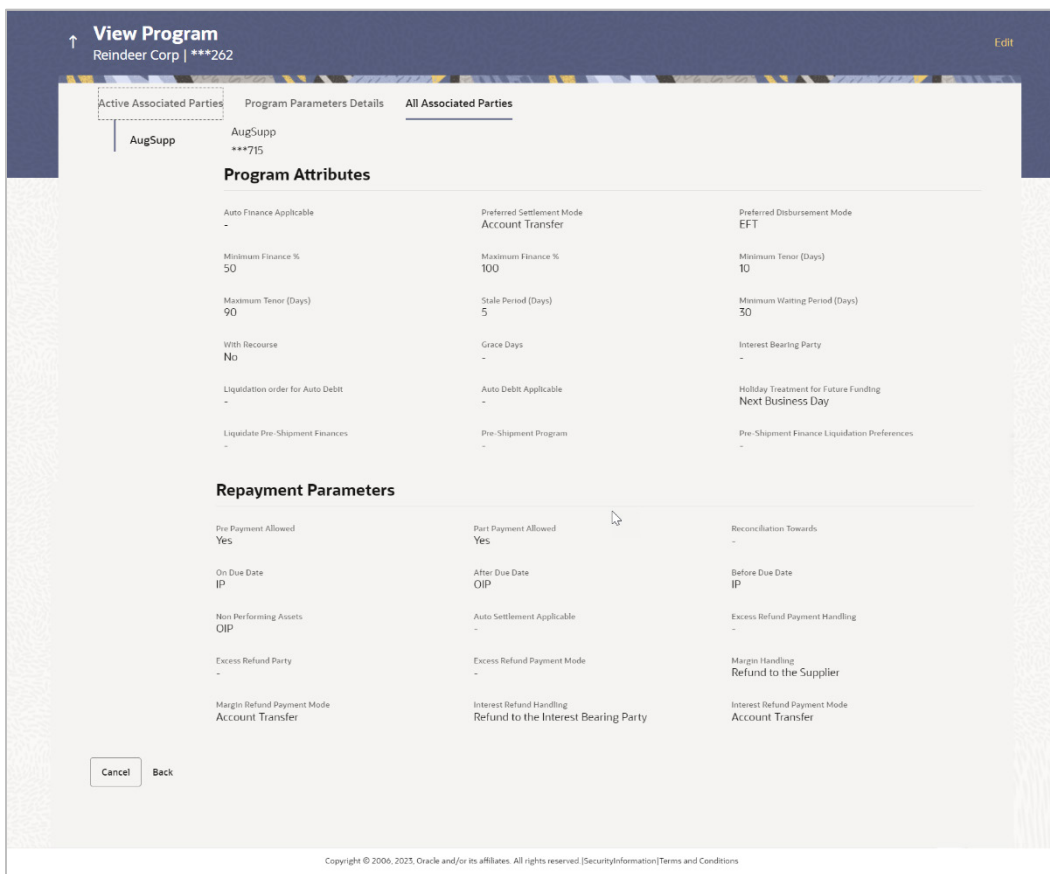 View Program
Reindeer Corp | ***262
Edit
Active Associated Parties Program Parameters Details All Associated Parties
AugSupp AugSupp
***715
Program Attributes
Auto Finance Applicable Preferred Settlement Mode Preferred Disbursement Mode
- Account Transfer EFT
Minimum Finance % Maximum Finance % Minimum Tenor (Days)
50 100 10
Maximum Tenor (Days) Stale Period (Days) Minimum Waiting Period (Days)
90 5 30
With Recourse Grace Days Interest Bearing Party
No - -
Liquidation order for Auto Debit Auto Debit Applicable Holiday Treatment for Future Funding
- - Next Business Day
Liquidate Pre-Shipment Finances Pre-Shipment Program Pre-Shipment Finance Liquidation Preferences
- - -
Repayment Parameters
Pre Payment Allowed Part Payment Allowed Reconciliation Towards
Yes Yes -
On Due Date After Due Date Before Due Date
IP OIP IP
Non Performing Assets Auto Settlement Applicable Excess Refund Payment Handling
OIP - -
Excess Refund Party Excess Refund Payment Mode Margin Handling
- - Refund to the Supplier
Margin Refund Payment Mode Interest Refund Handling Interest Refund Payment Mode
Account Transfer Refund to the Interest Bearing Party Account Transfer
Cancel Back
Copyright © 2006, 2023, Oracle and/or its affiliates. All rights reserved.|SecurityInformation|Terms and Conditions